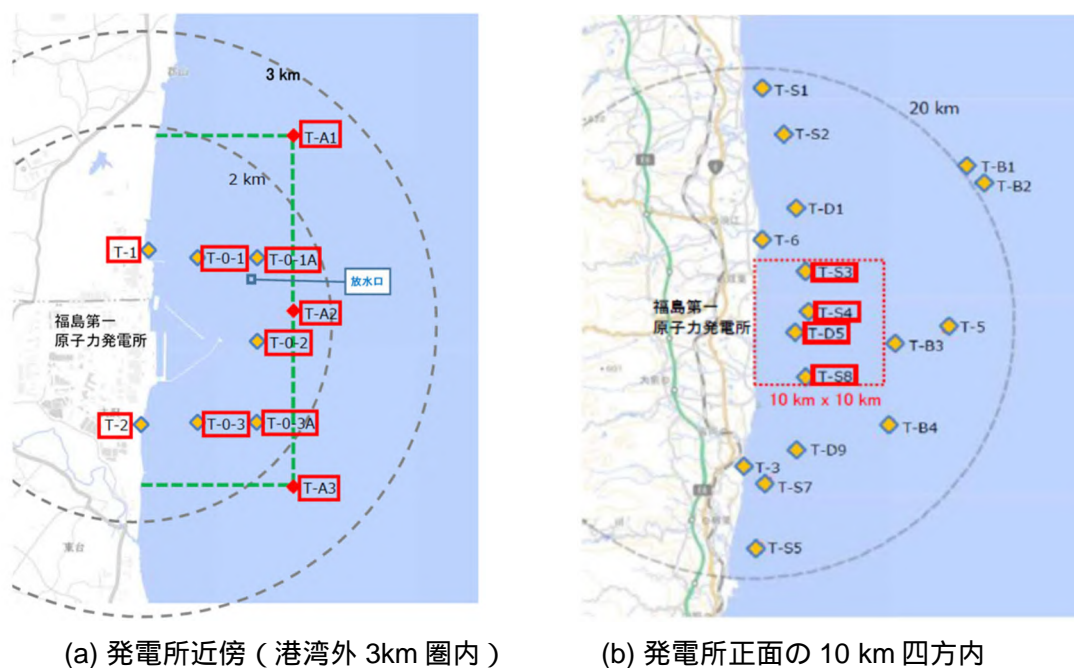 3 km
郡山
T-A1
2 km
T-1
T-0-1
T-0-1A
放水口
T-A2
福島第一
原子力発電所
T-0-2
T-2
T-0-3
T-0-3A
T-A3
東台
T-S1
20 km
T-S2
T-B1
T-B2
T-D1
T-6
T-S3
福島第一
原子力発電所
T-S4
T-5
T-D5
T-B3
T-S8
10 km x 10 km
T-B4
T-D9
T-3
T-S7
T-S5
(a) 発電所近傍（港湾外 3km 圏内）
(b) 発電所正面の 10 km 四方内